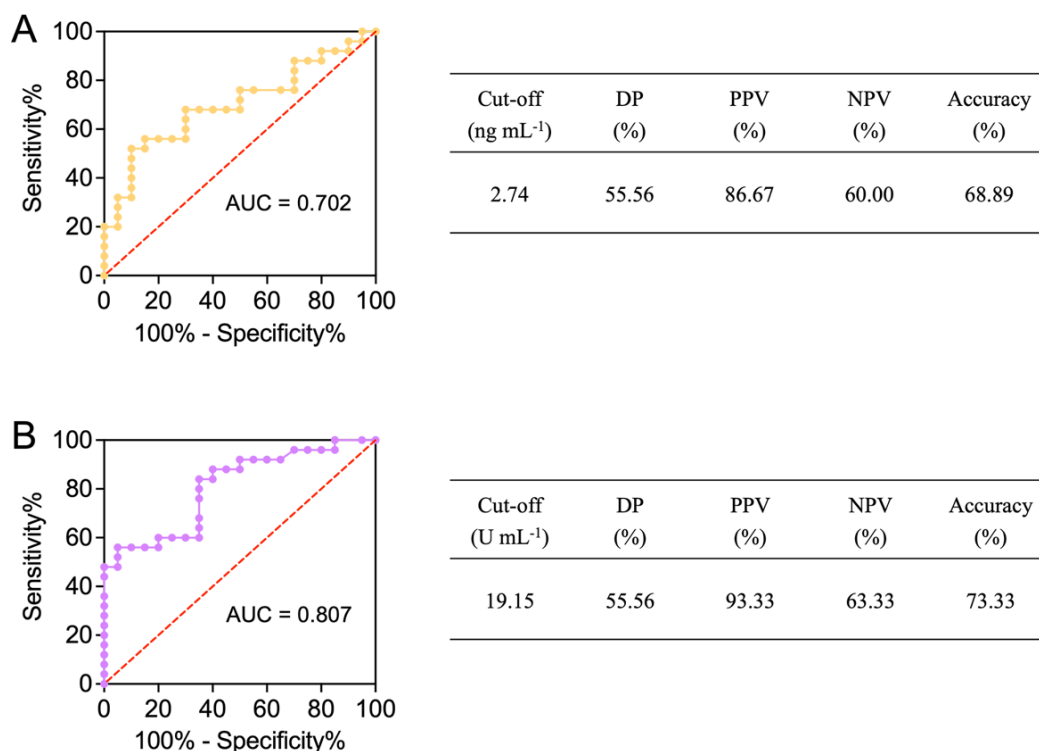 A
Sensitivity%
100
80
60
40
20
0
AUC = 0.702
0 20 40 60 80 100
100% - Specificity%
Cut-off DP PPV NPV Accuracy
(ng mL⁻¹) (%) (%) (%) (%)
2.74 55.56 86.67 60.00 68.89
B
Sensitivity%
100
80
60
40
20
0
AUC = 0.807
0 20 40 60 80 100
100% - Specificity%
Cut-off DP PPV NPV Accuracy
(U mL⁻¹) (%) (%) (%) (%)
19.15 55.56 93.33 63.33 73.33